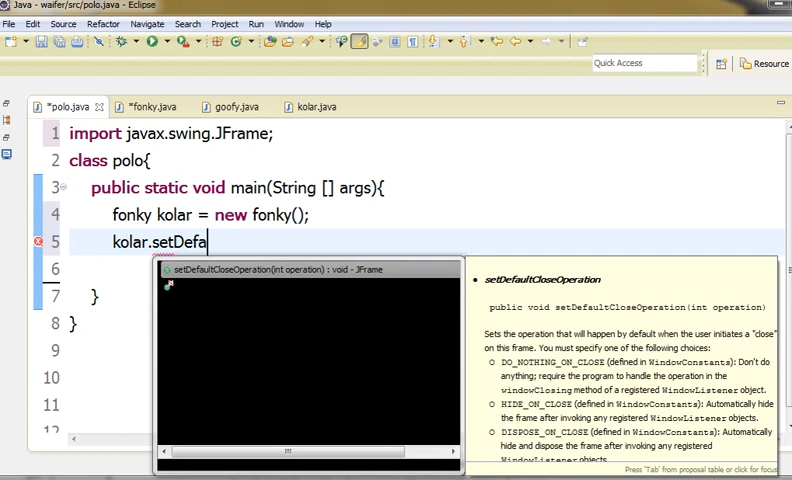 Java - waifer/src/polo.java - Eclipse
File Edit Source Refactor Navigate Search Project Run Window Help
Quick Access
Resource
*polo.java *fonky.java goofy.java kolar.java
1 import javax.swing.JFrame;
2 class polo{
3 public static void main(String [] args){
4 fonky kolar = new fonky();
5 kolar.setDefa
6
7 }
8 }
9
10
11
12
setDefaultCloseOperation(int operation) : void - JFrame
setDefaultCloseOperation
public void setDefaultCloseOperation(int operation)
Sets the operation that will happen by default when the user initiates a "close"
on this frame. You must specify one of the following choices:
DO_NOTHING_ON_CLOSE (defined in WindowConstants): Don't do
anything; require the program to handle the operation in the
windowClosing method of a registered WindowListener object.
HIDE_ON_CLOSE (defined in WindowConstants): Automatically hide
the frame after invoking any registered WindowListener objects.
DISPOSE_ON_CLOSE (defined in WindowConstants): Automatically
hide and dispose the frame after invoking any registered
WindowListener objects
Press 'Tab' from proposal table or click for focus